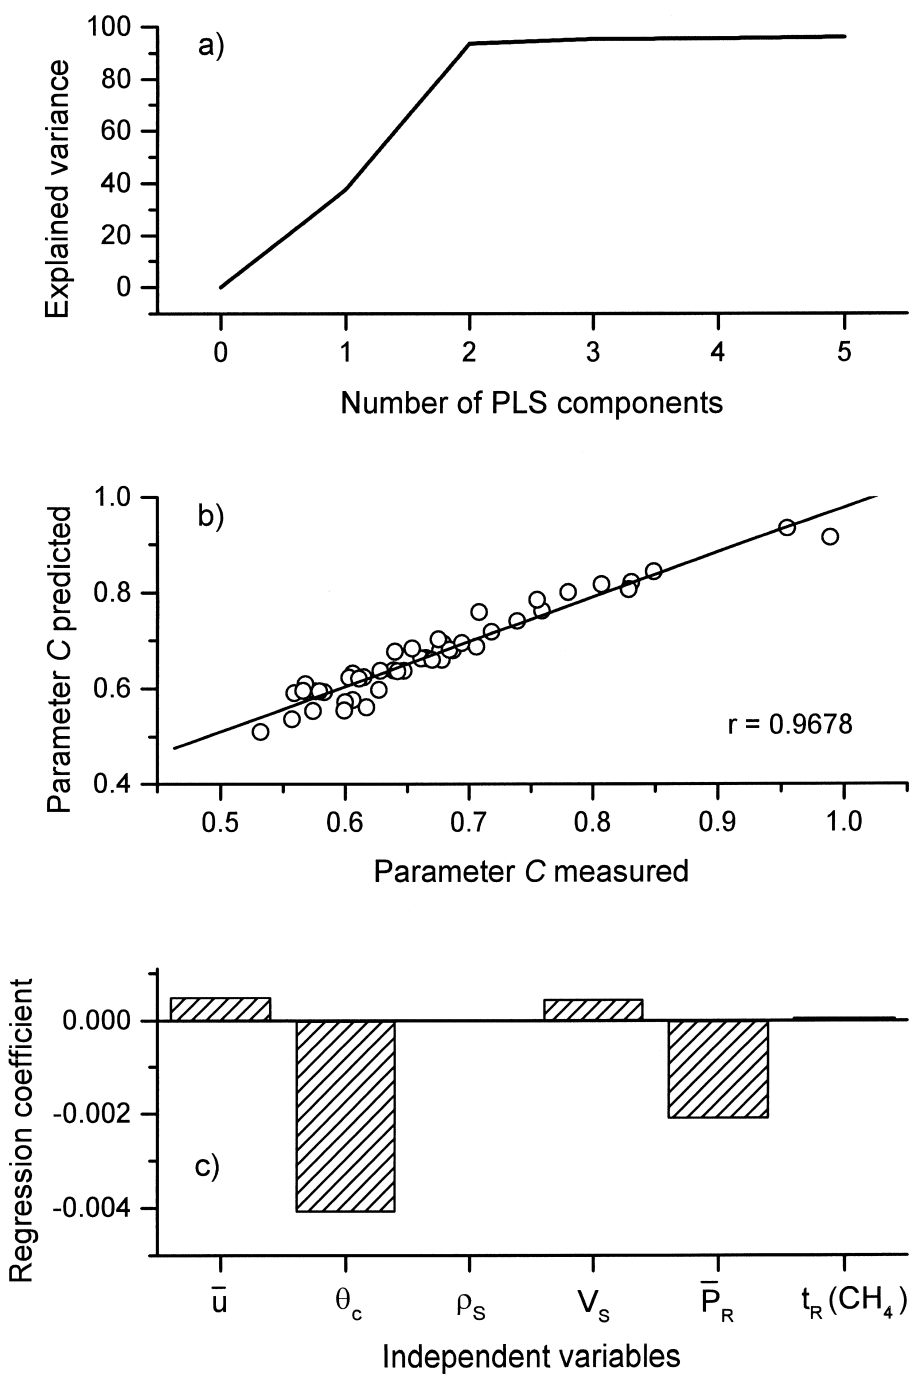 a)
Explained variance
100
80
60
40
20
0
0 1 2 3 4 5
Number of PLS components
b)
Parameter C predicted
1.0
0.8
0.6
0.4
r = 0.9678
0.5 0.6 0.7 0.8 0.9 1.0
Parameter C measured
Regression coefficient
0.000
-0.002
-0.004
c)
u̅ θc ρS VS P̅R tR(CH4)
Independent variables